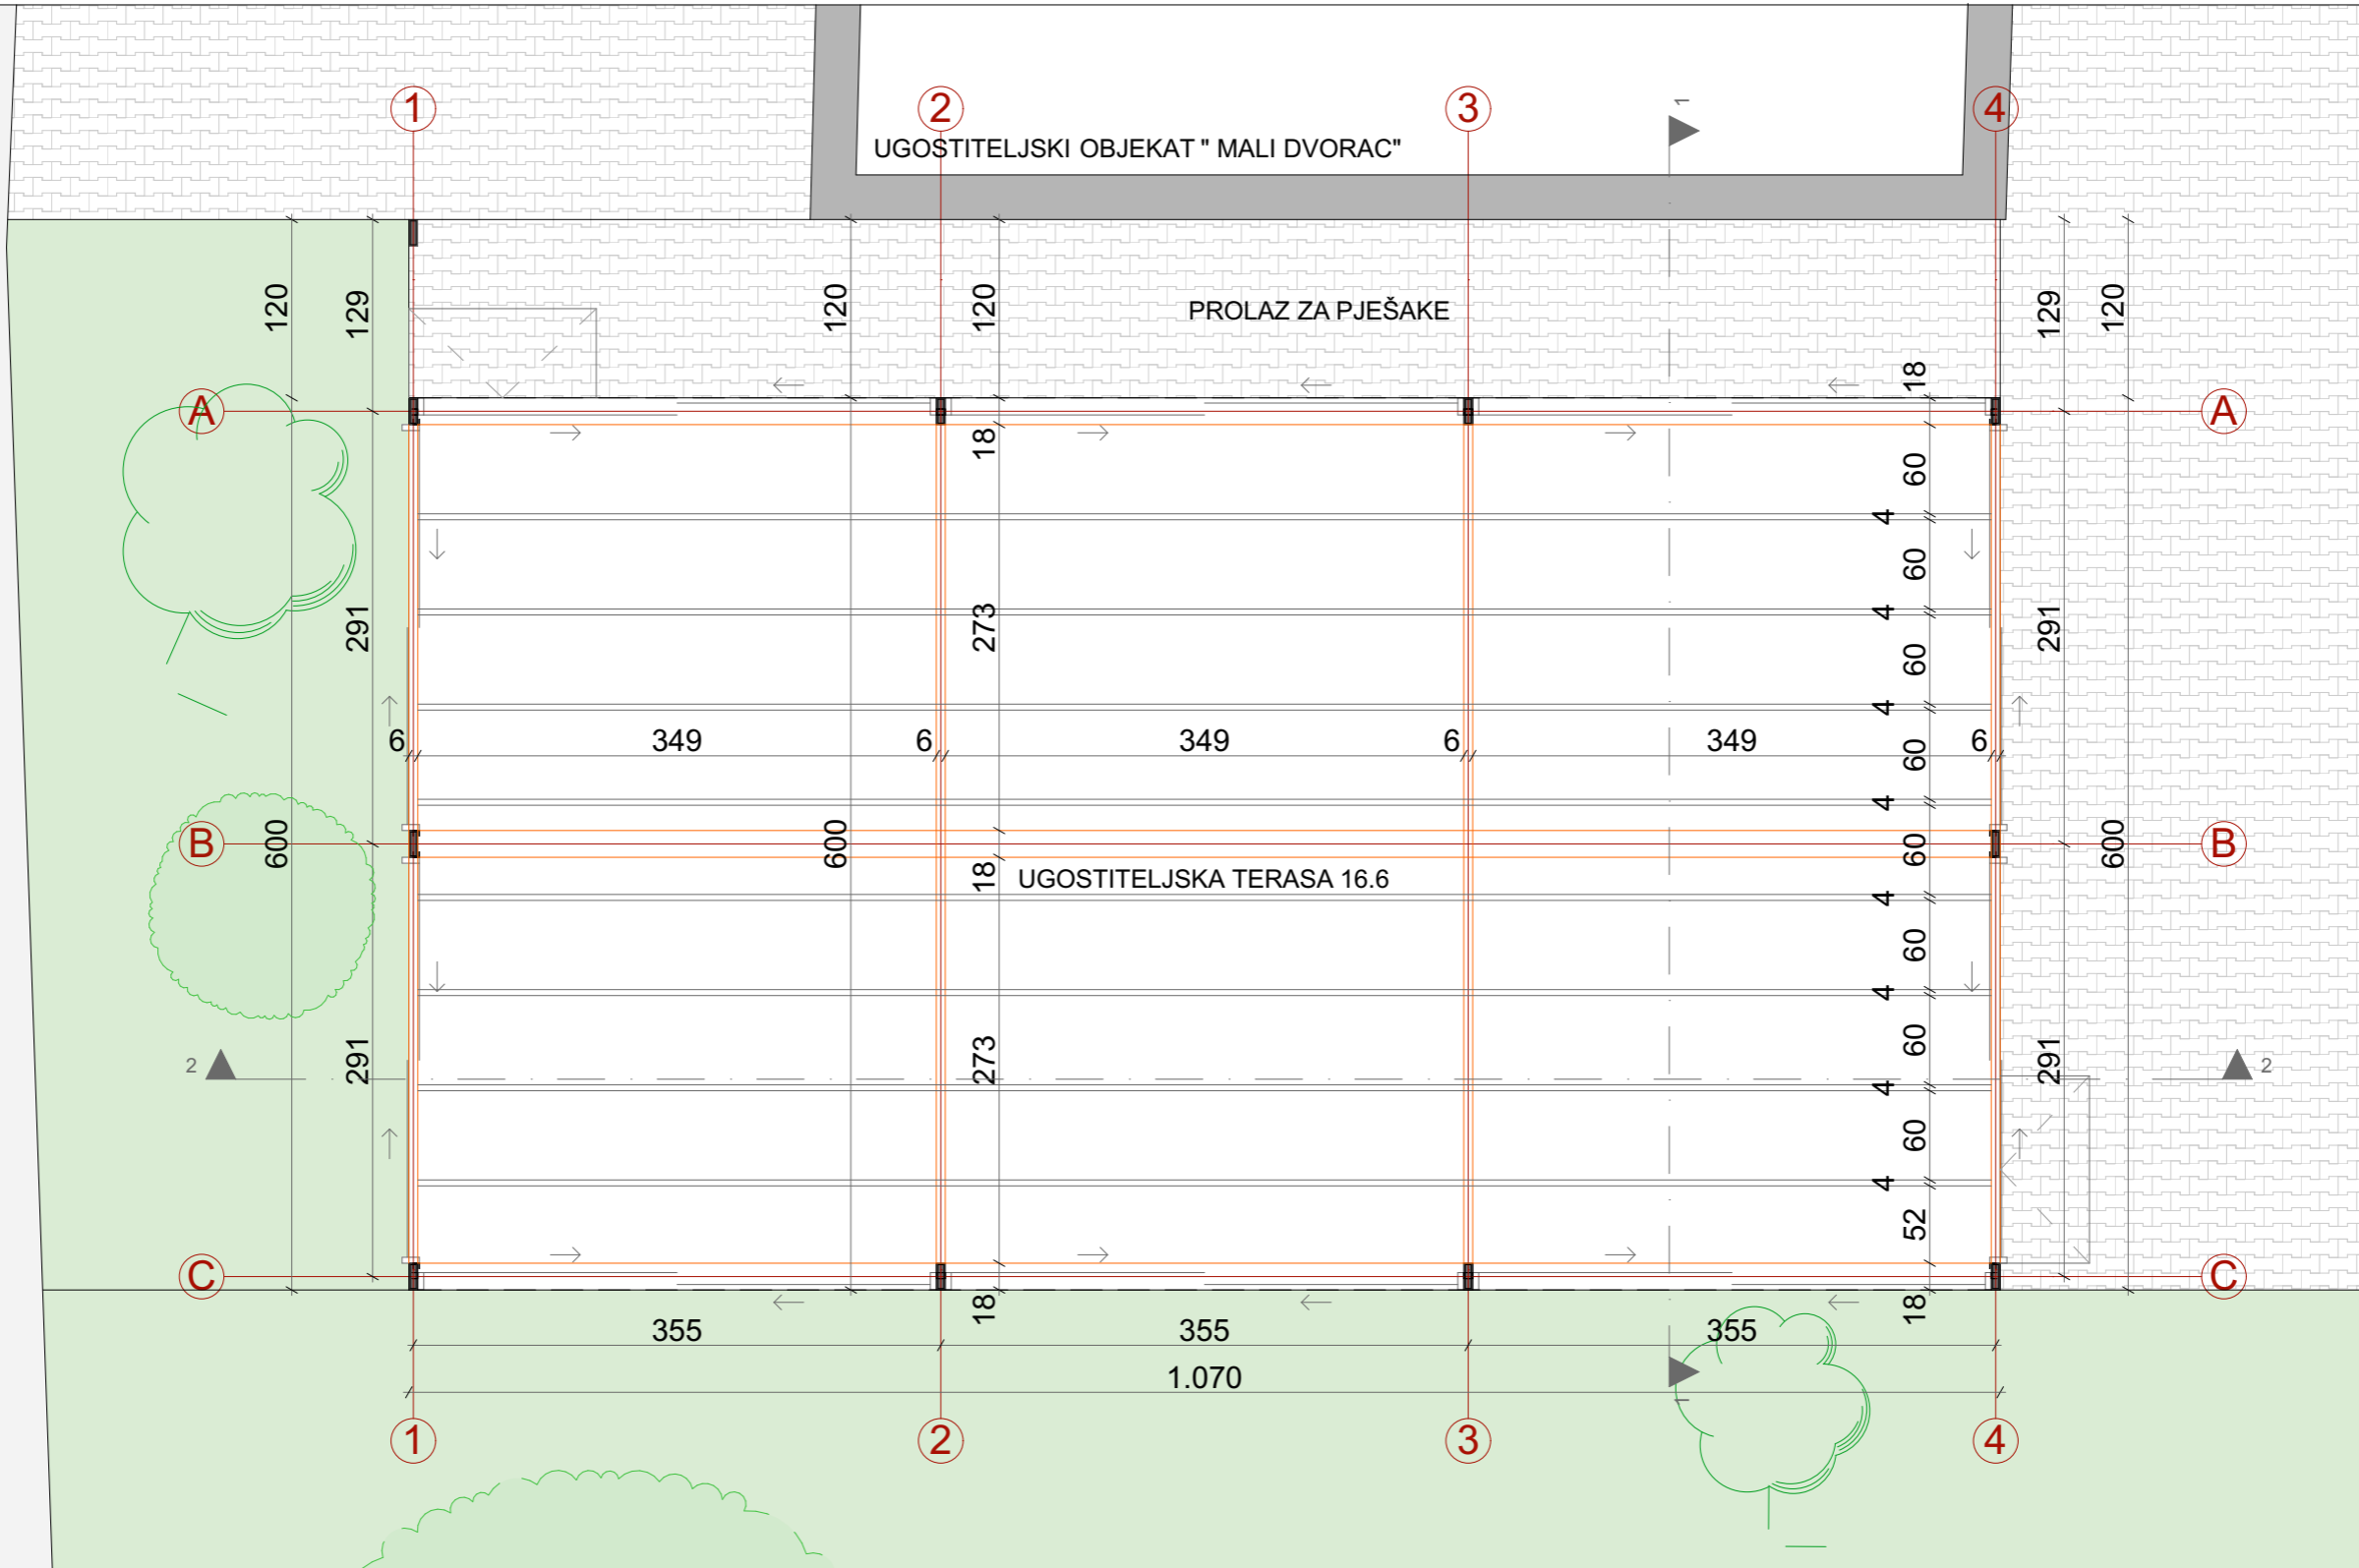 1 2 3 4
1
UGOSTITELJSKI OBJEKAT " MALI DVORAC"
120 129 120 120 129 120
PROLAZ ZA PJEŠAKE
18
A A
18 60
4
60
4
291 273 60 291
4
6 349 6 349 6 349 6
60
4
B 600 600 60 600 B
18
UGOSTITELJSKA TERASA 16.6
4
60
4
291 273 60 291
2 2
4
60
4
52
C C
18 18
355 355 355
1.070
1
1 2 3 4